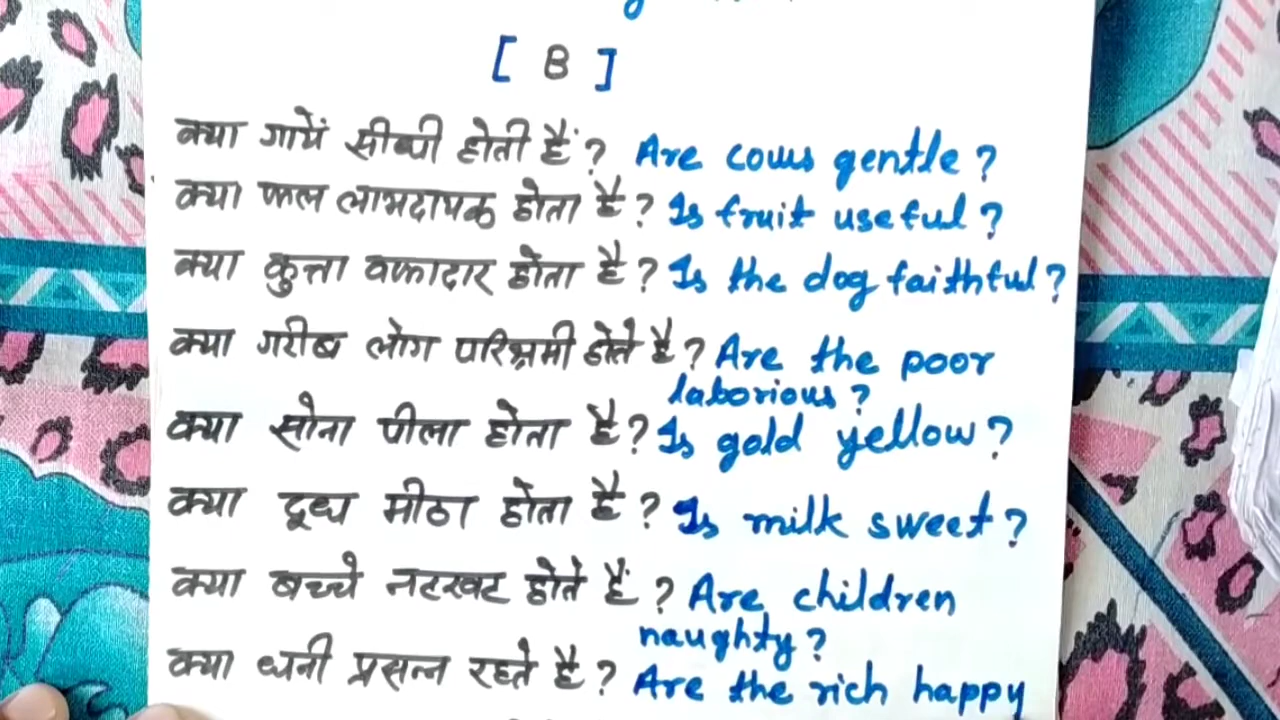 [ B ]
क्या गायें सीधी होती हैं? Are cows gentle?
क्या फल लाभदायक होता है? Is fruit useful?
क्या कुत्ता वफादार होता है? Is the dog faithful?
क्या गरीब लोग परिश्रमी होते है? Are the poor
laborious?
क्या सोना पीला होता है? Is gold yellow?
क्या दूध मीठा होता है? Is milk sweet?
क्या बच्चे नटखट होते हैं? Are children
naughty?
क्या धनी प्रसन्न रहते है? Are the rich happy